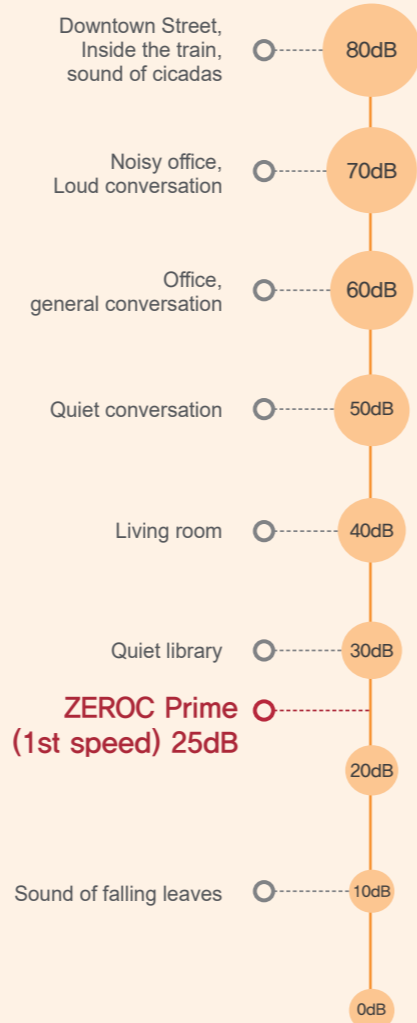 Downtown Street,
Inside the train,
sound of cicadas
80dB
Noisy office,
Loud conversation
70dB
Office,
general conversation
60dB
Quiet conversation
50dB
Living room
40dB
Quiet library
30dB
ZEROC Prime
(1st speed) 25dB
20dB
Sound of falling leaves
10dB
0dB